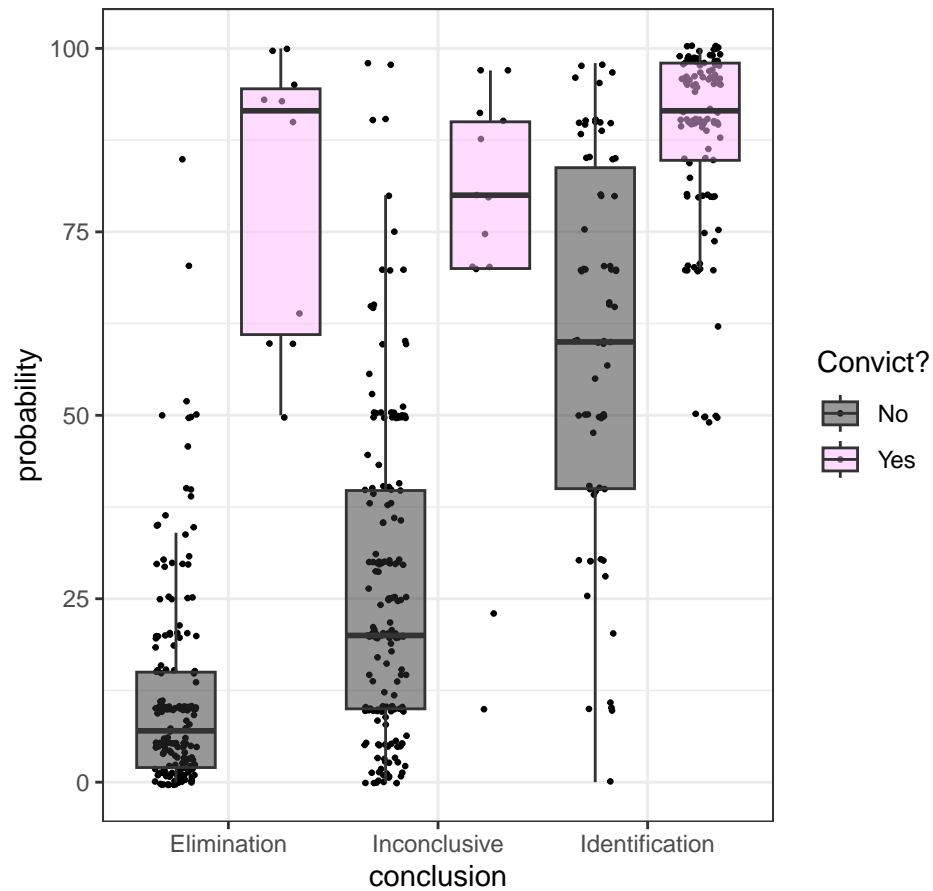 100
75
50
25
0
probability
Elimination
Inconclusive
Identification
conclusion
Convict?
No
Yes